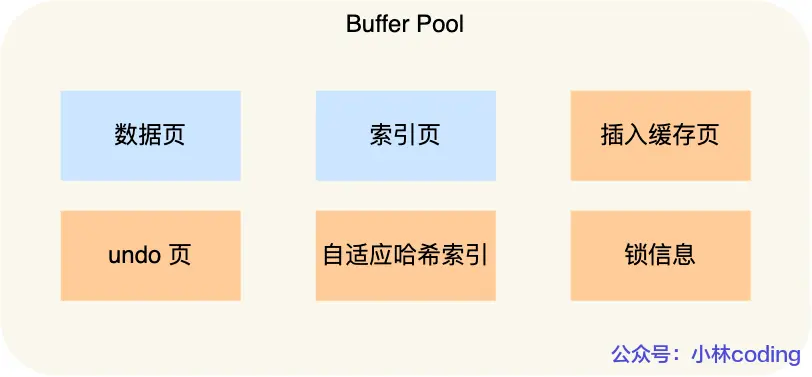 Buffer Pool
数据页
索引页
插入缓存页
undo 页
自适应哈希索引
锁信息
公众号：小林coding